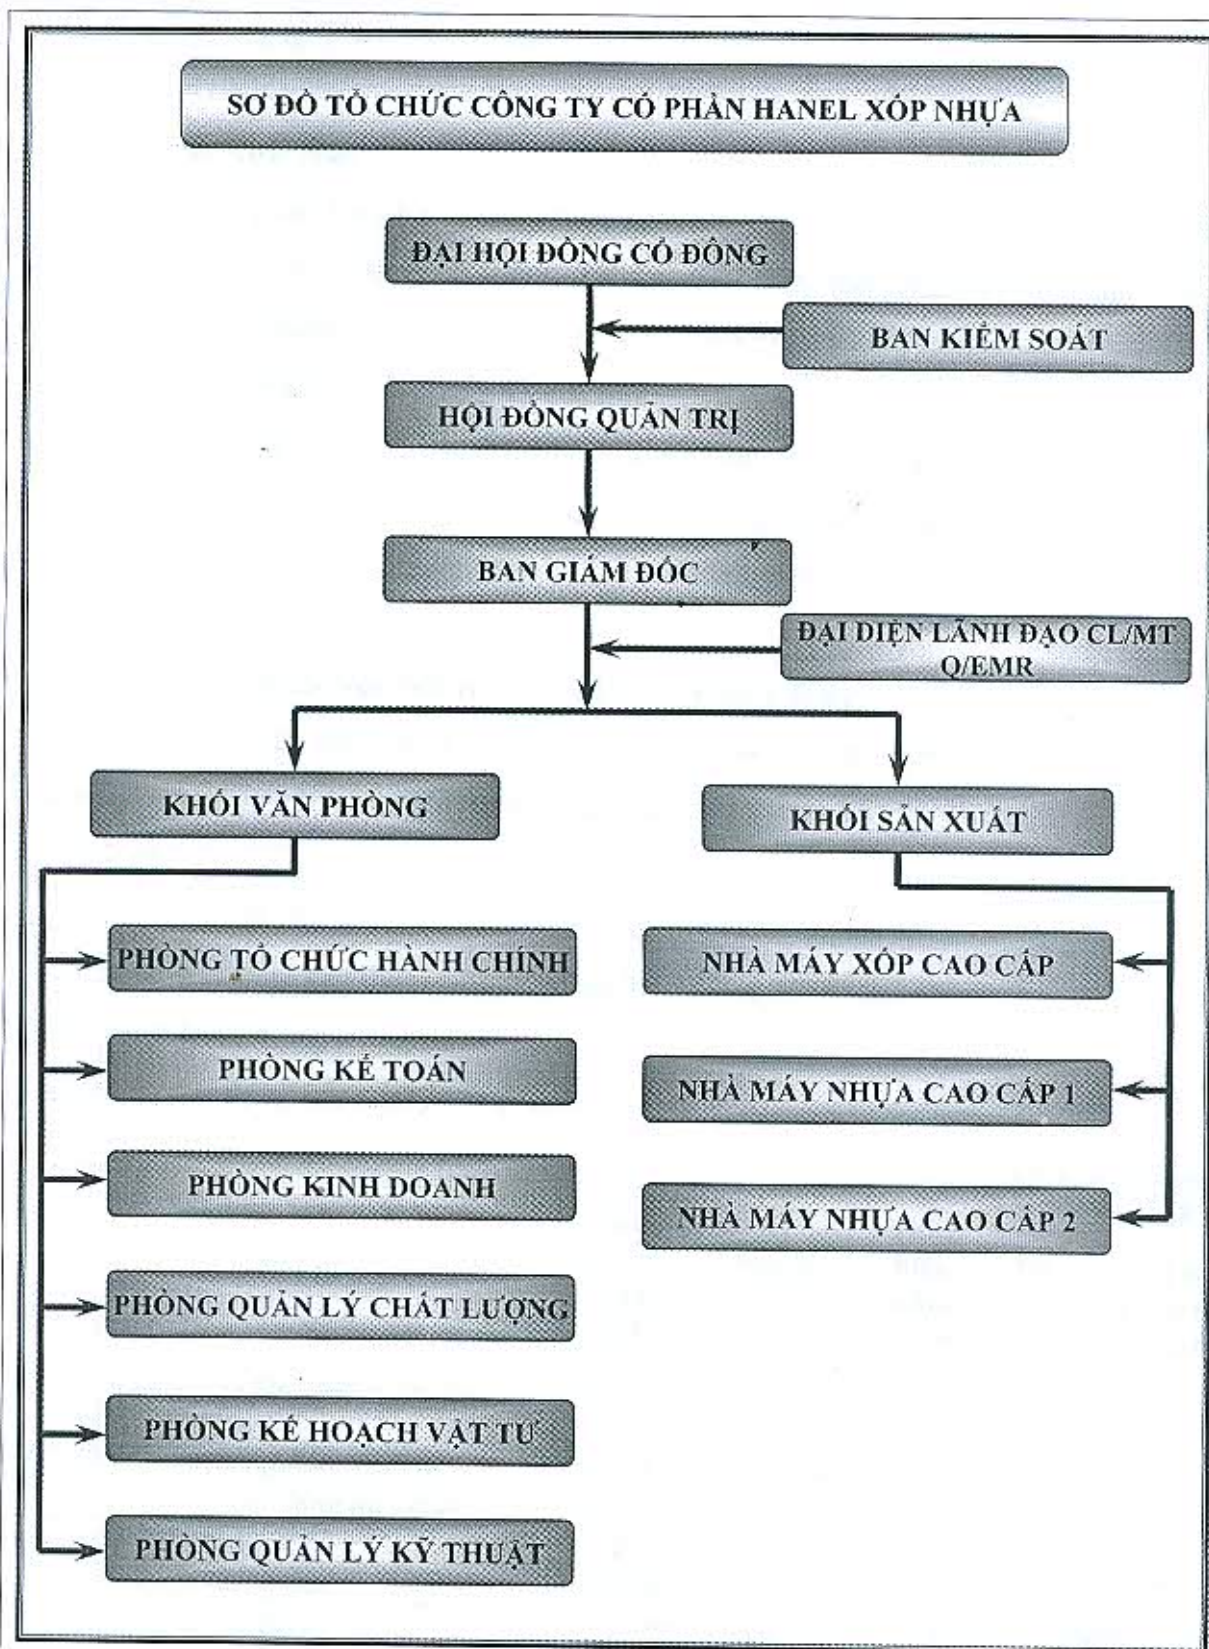 SƠ ĐỒ TỔ CHỨC CÔNG TY CỔ PHẦN HANEL XỐP NHỰA
ĐẠI HỘI ĐỒNG CỔ ĐÔNG
BAN KIỂM SOÁT
HỘI ĐỒNG QUẢN TRỊ
BAN GIÁM ĐỐC
ĐẠI DIỆN LÃNH ĐẠO CL/MT
Q/EMR
KHỐI VĂN PHÒNG
KHỐI SẢN XUẤT
PHÒNG TỔ CHỨC HÀNH CHÍNH
PHÒNG KẾ TOÁN
PHÒNG KINH DOANH
PHÒNG QUẢN LÝ CHẤT LƯỢNG
PHÒNG KẾ HOẠCH VẬT TƯ
PHÒNG QUẢN LÝ KỸ THUẬT
NHÀ MÁY XỐP CAO CẤP
NHÀ MÁY NHỰA CAO CẤP 1
NHÀ MÁY NHỰA CAO CẤP 2